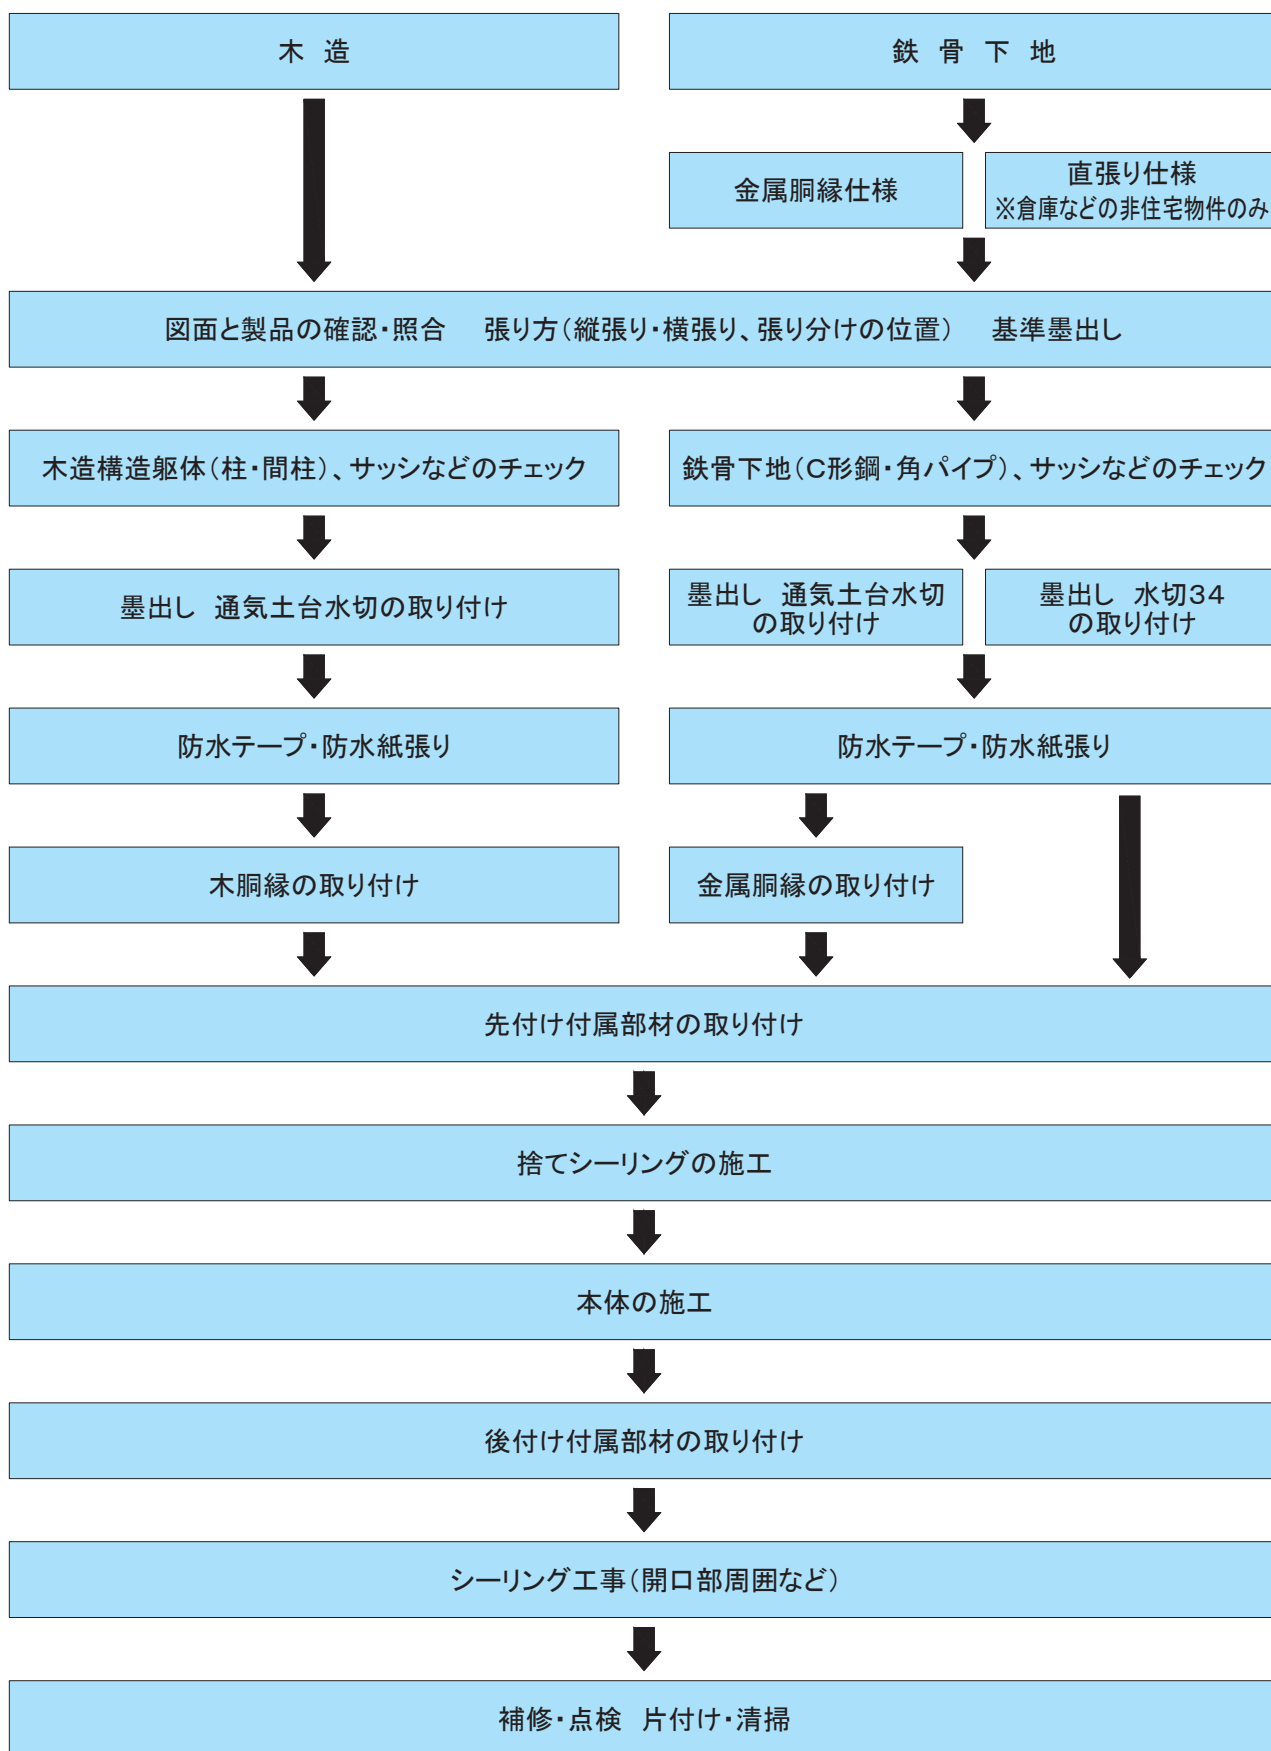 木 造
鉄 骨 下 地
金属胴縁仕様
直張り仕様
※倉庫などの非住宅物件のみ
図面と製品の確認・照合　張り方（縦張り・横張り、張り分けの位置）　基準墨出し
木造構造躯体（柱・間柱）、サッシなどのチェック
鉄骨下地（C形鋼・角パイプ）、サッシなどのチェック
墨出し　通気土台水切の取り付け
墨出し　通気土台水切
の取り付け
墨出し　水切34
の取り付け
防水テープ・防水紙張り
防水テープ・防水紙張り
木胴縁の取り付け
金属胴縁の取り付け
先付け付属部材の取り付け
捨てシーリングの施工
本体の施工
後付け付属部材の取り付け
シーリング工事（開口部周囲など）
補修・点検　片付け・清掃